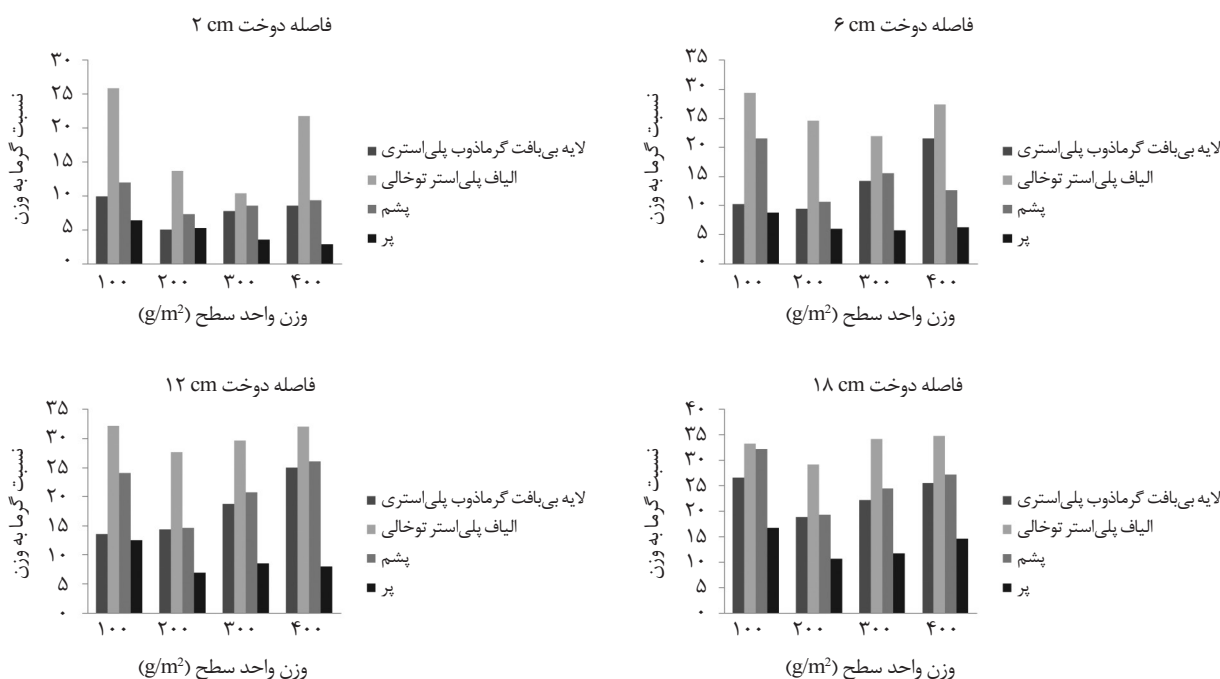 فاصله دوخت ۲ cm
نسبت گرما به وزن
۳۰
۲۵
۲۰
۱۵
۱۰
۵
۰
۱۰۰ ۲۰۰ ۳۰۰ ۴۰۰
وزن واحد سطح (g/m²)
لایه بی‌بافت گرماذوب پلی‌استری
الیاف پلی‌استر توخالی
پشم
پر
فاصله دوخت ۶ cm
نسبت گرما به وزن
۳۵
۳۰
۲۵
۲۰
۱۵
۱۰
۵
۰
۱۰۰ ۲۰۰ ۳۰۰ ۴۰۰
وزن واحد سطح (g/m²)
لایه بی‌بافت گرماذوب پلی‌استری
الیاف پلی‌استر توخالی
پشم
پر
فاصله دوخت ۱۲ cm
نسبت گرما به وزن
۳۵
۳۰
۲۵
۲۰
۱۵
۱۰
۵
۰
۱۰۰ ۲۰۰ ۳۰۰ ۴۰۰
وزن واحد سطح (g/m²)
لایه بی‌بافت گرماذوب پلی‌استری
الیاف پلی‌استر توخالی
پشم
پر
فاصله دوخت ۱۸ cm
نسبت گرما به وزن
۴۰
۳۵
۳۰
۲۵
۲۰
۱۵
۱۰
۵
۰
۱۰۰ ۲۰۰ ۳۰۰ ۴۰۰
وزن واحد سطح (g/m²)
لایه بی‌بافت گرماذوب پلی‌استری
الیاف پلی‌استر توخالی
پشم
پر